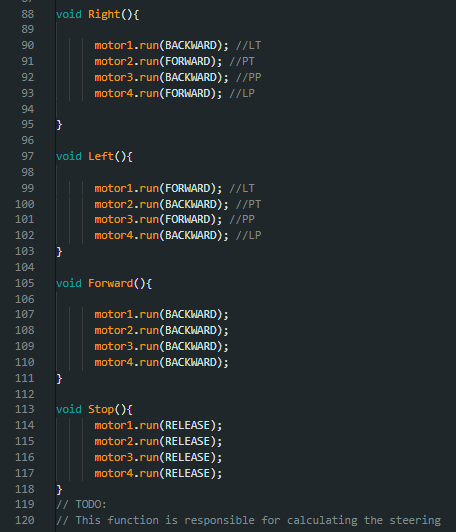 88 void Right(){
89
90 motor1.run(BACKWARD); //LT
91 motor2.run(FORWARD); //PT
92 motor3.run(BACKWARD); //PP
93 motor4.run(FORWARD); //LP
94
95 }
96
97 void Left(){
98
99 motor1.run(FORWARD); //LT
100 motor2.run(BACKWARD); //PT
101 motor3.run(FORWARD); //PP
102 motor4.run(BACKWARD); //LP
103 }
104
105 void Forward(){
106
107 motor1.run(BACKWARD);
108 motor2.run(BACKWARD);
109 motor3.run(BACKWARD);
110 motor4.run(BACKWARD);
111 }
112
113 void Stop(){
114 motor1.run(RELEASE);
115 motor2.run(RELEASE);
116 motor3.run(RELEASE);
117 motor4.run(RELEASE);
118 }
119 // TODO:
120 // This function is responsible for calculating the steering